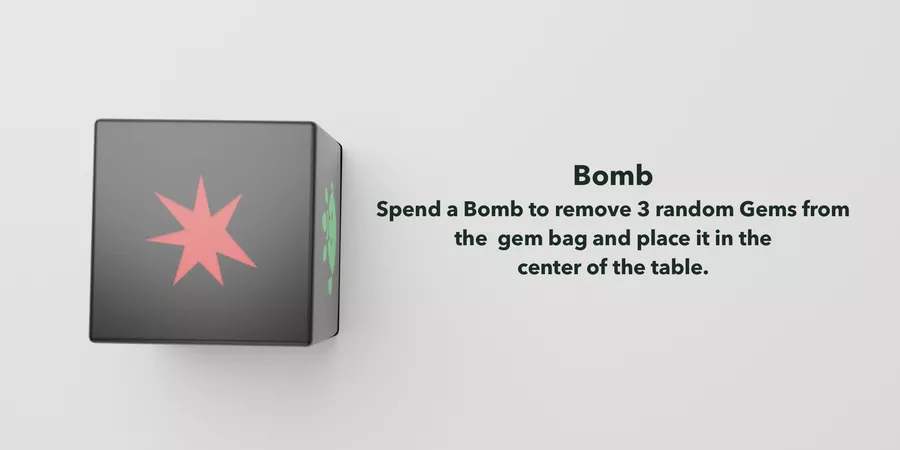 Bomb
Spend a Bomb to remove 3 random Gems from
the  gem bag and place it in the
center of the table.